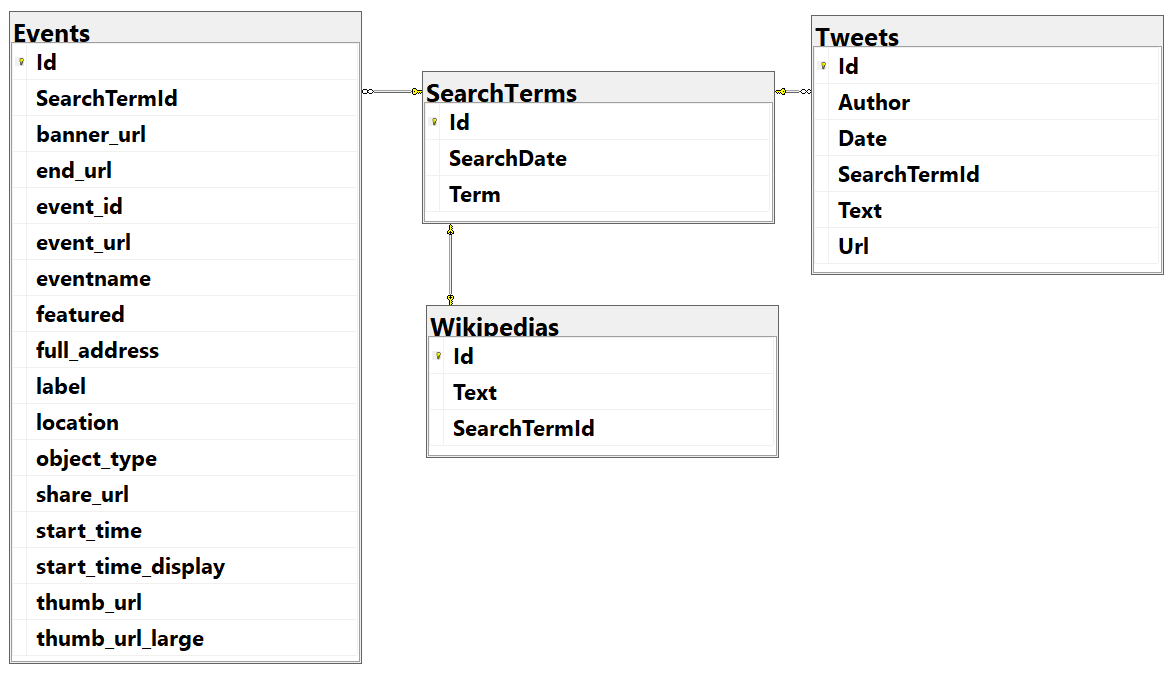 Events
Id
SearchTermId
banner_url
end_url
event_id
event_url
eventname
featured
full_address
label
location
object_type
share_url
start_time
start_time_display
thumb_url
thumb_url_large
SearchTerms
Id
SearchDate
Term
Wikipedias
Id
Text
SearchTermId
Tweets
Id
Author
Date
SearchTermId
Text
Url